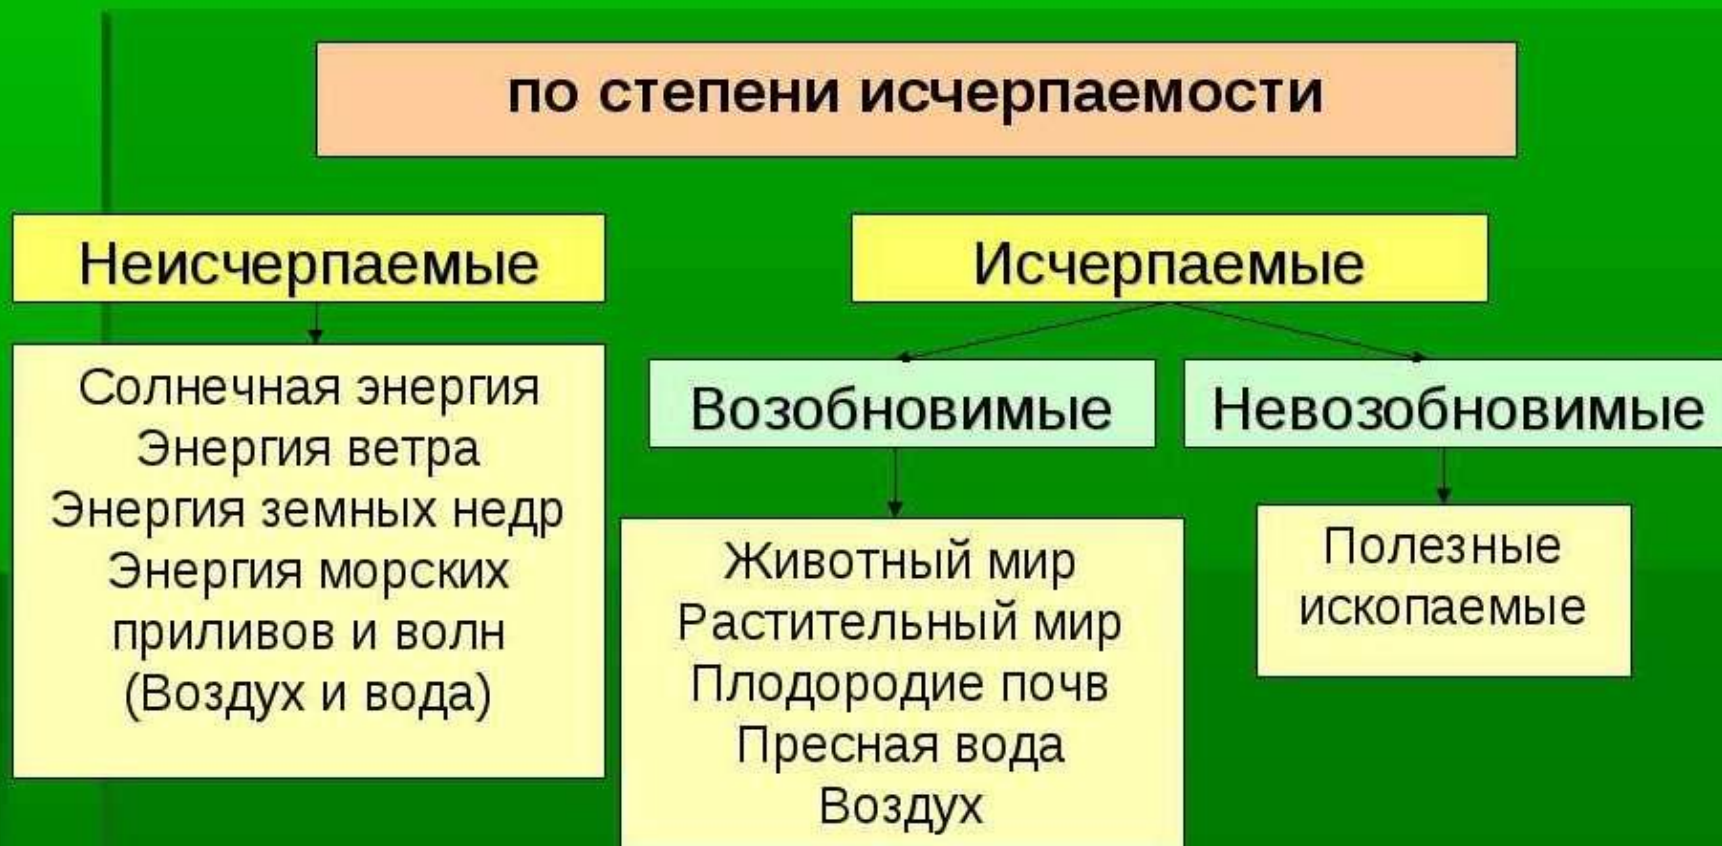 по степени исчерпаемости
Неисчерпаемые
Солнечная энергия
Энергия ветра
Энергия земных недр
Энергия морских
приливов и волн
(Воздух и вода)
Исчерпаемые
Возобновимые
Животный мир
Растительный мир
Плодородие почв
Пресная вода
Воздух
Невозобновимые
Полезные
ископаемые